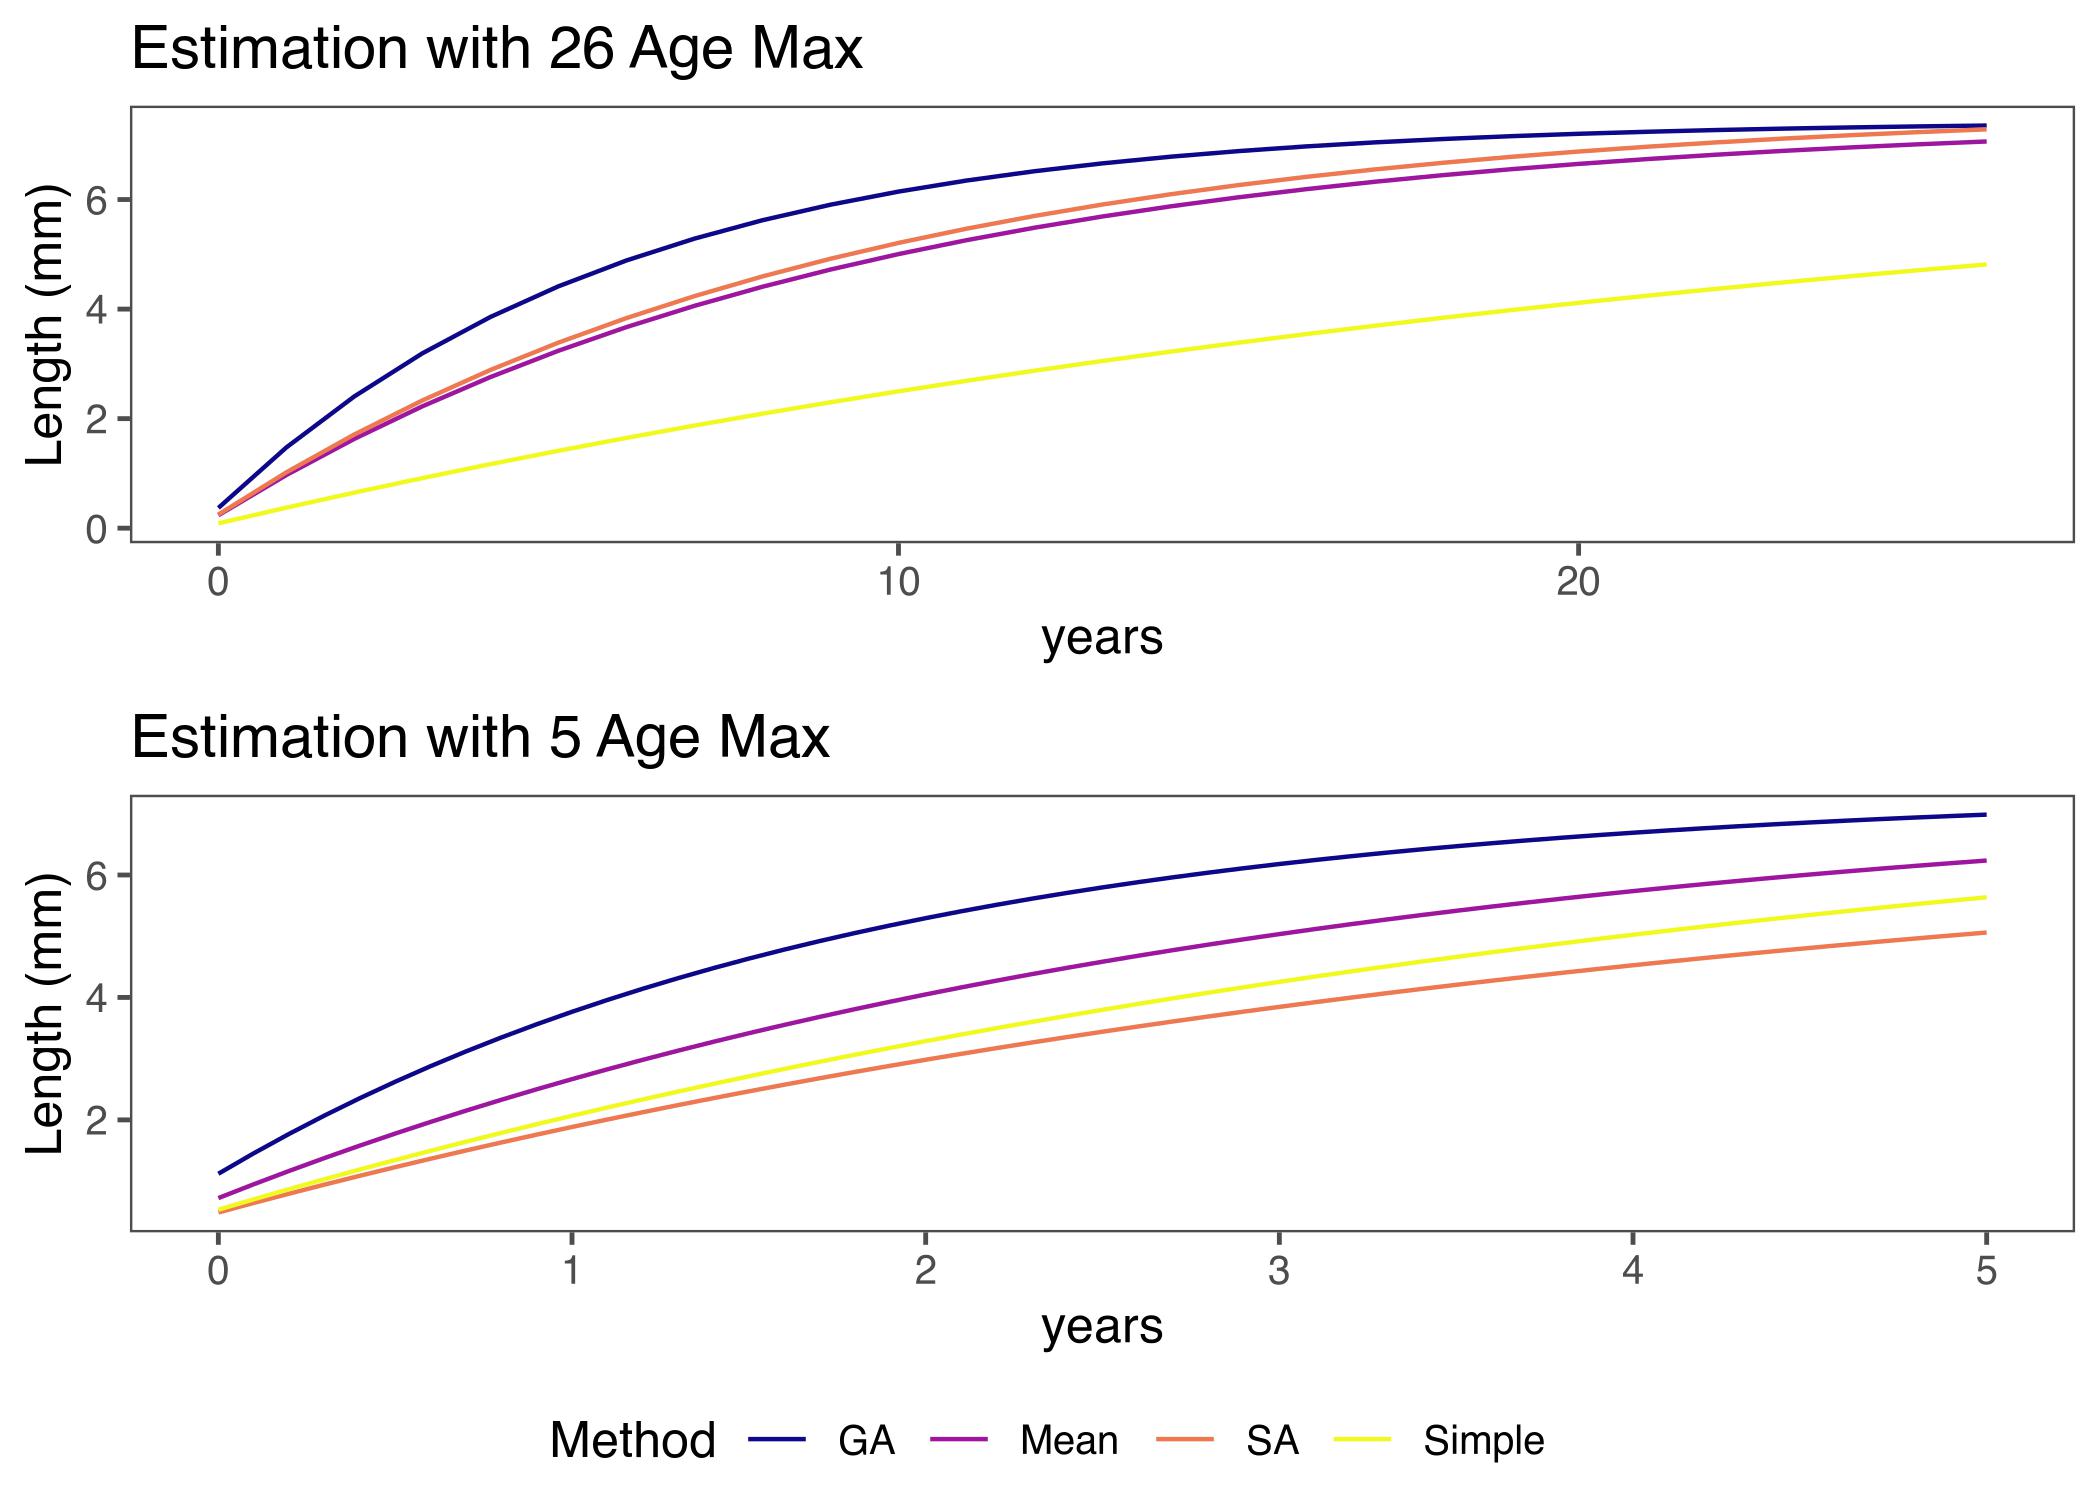 Estimation with 26 Age Max
Length (mm)
6
4
2
0
0 10 20
years
Estimation with 5 Age Max
Length (mm)
6
4
2
0 1 2 3 4 5
years
Method GA Mean SA Simple